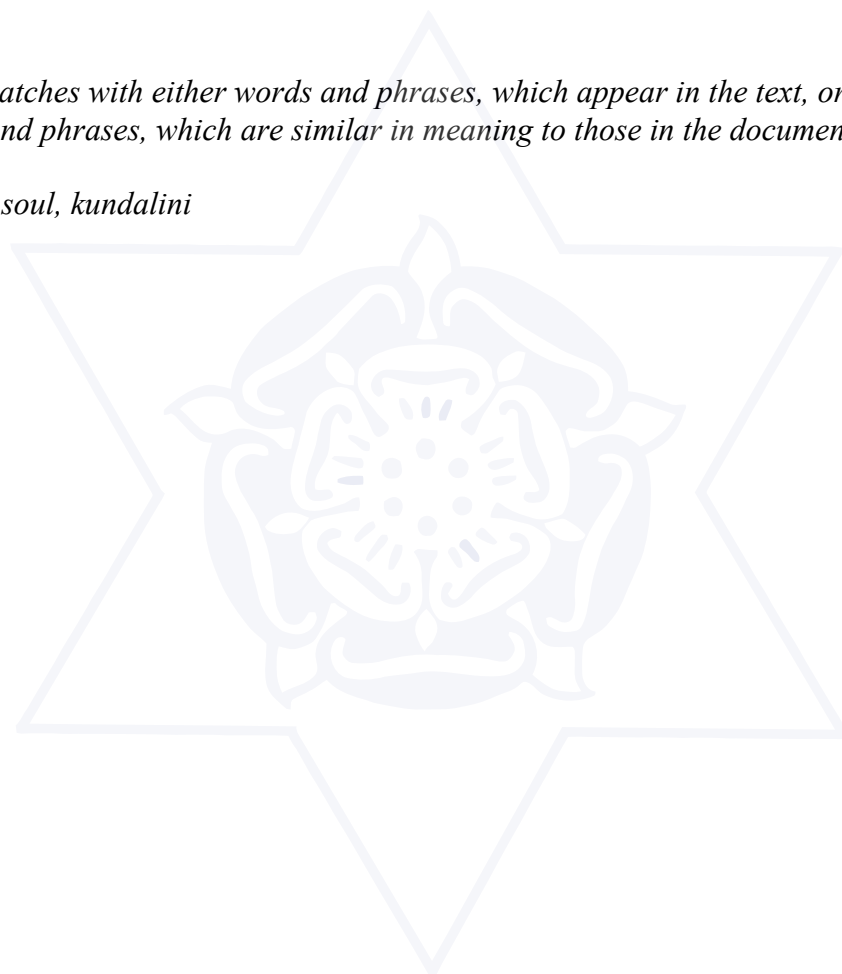 atches with either words and phrases, which appear in the text, or
nd phrases, which are similar in meaning to those in the documen
soul, kundalini